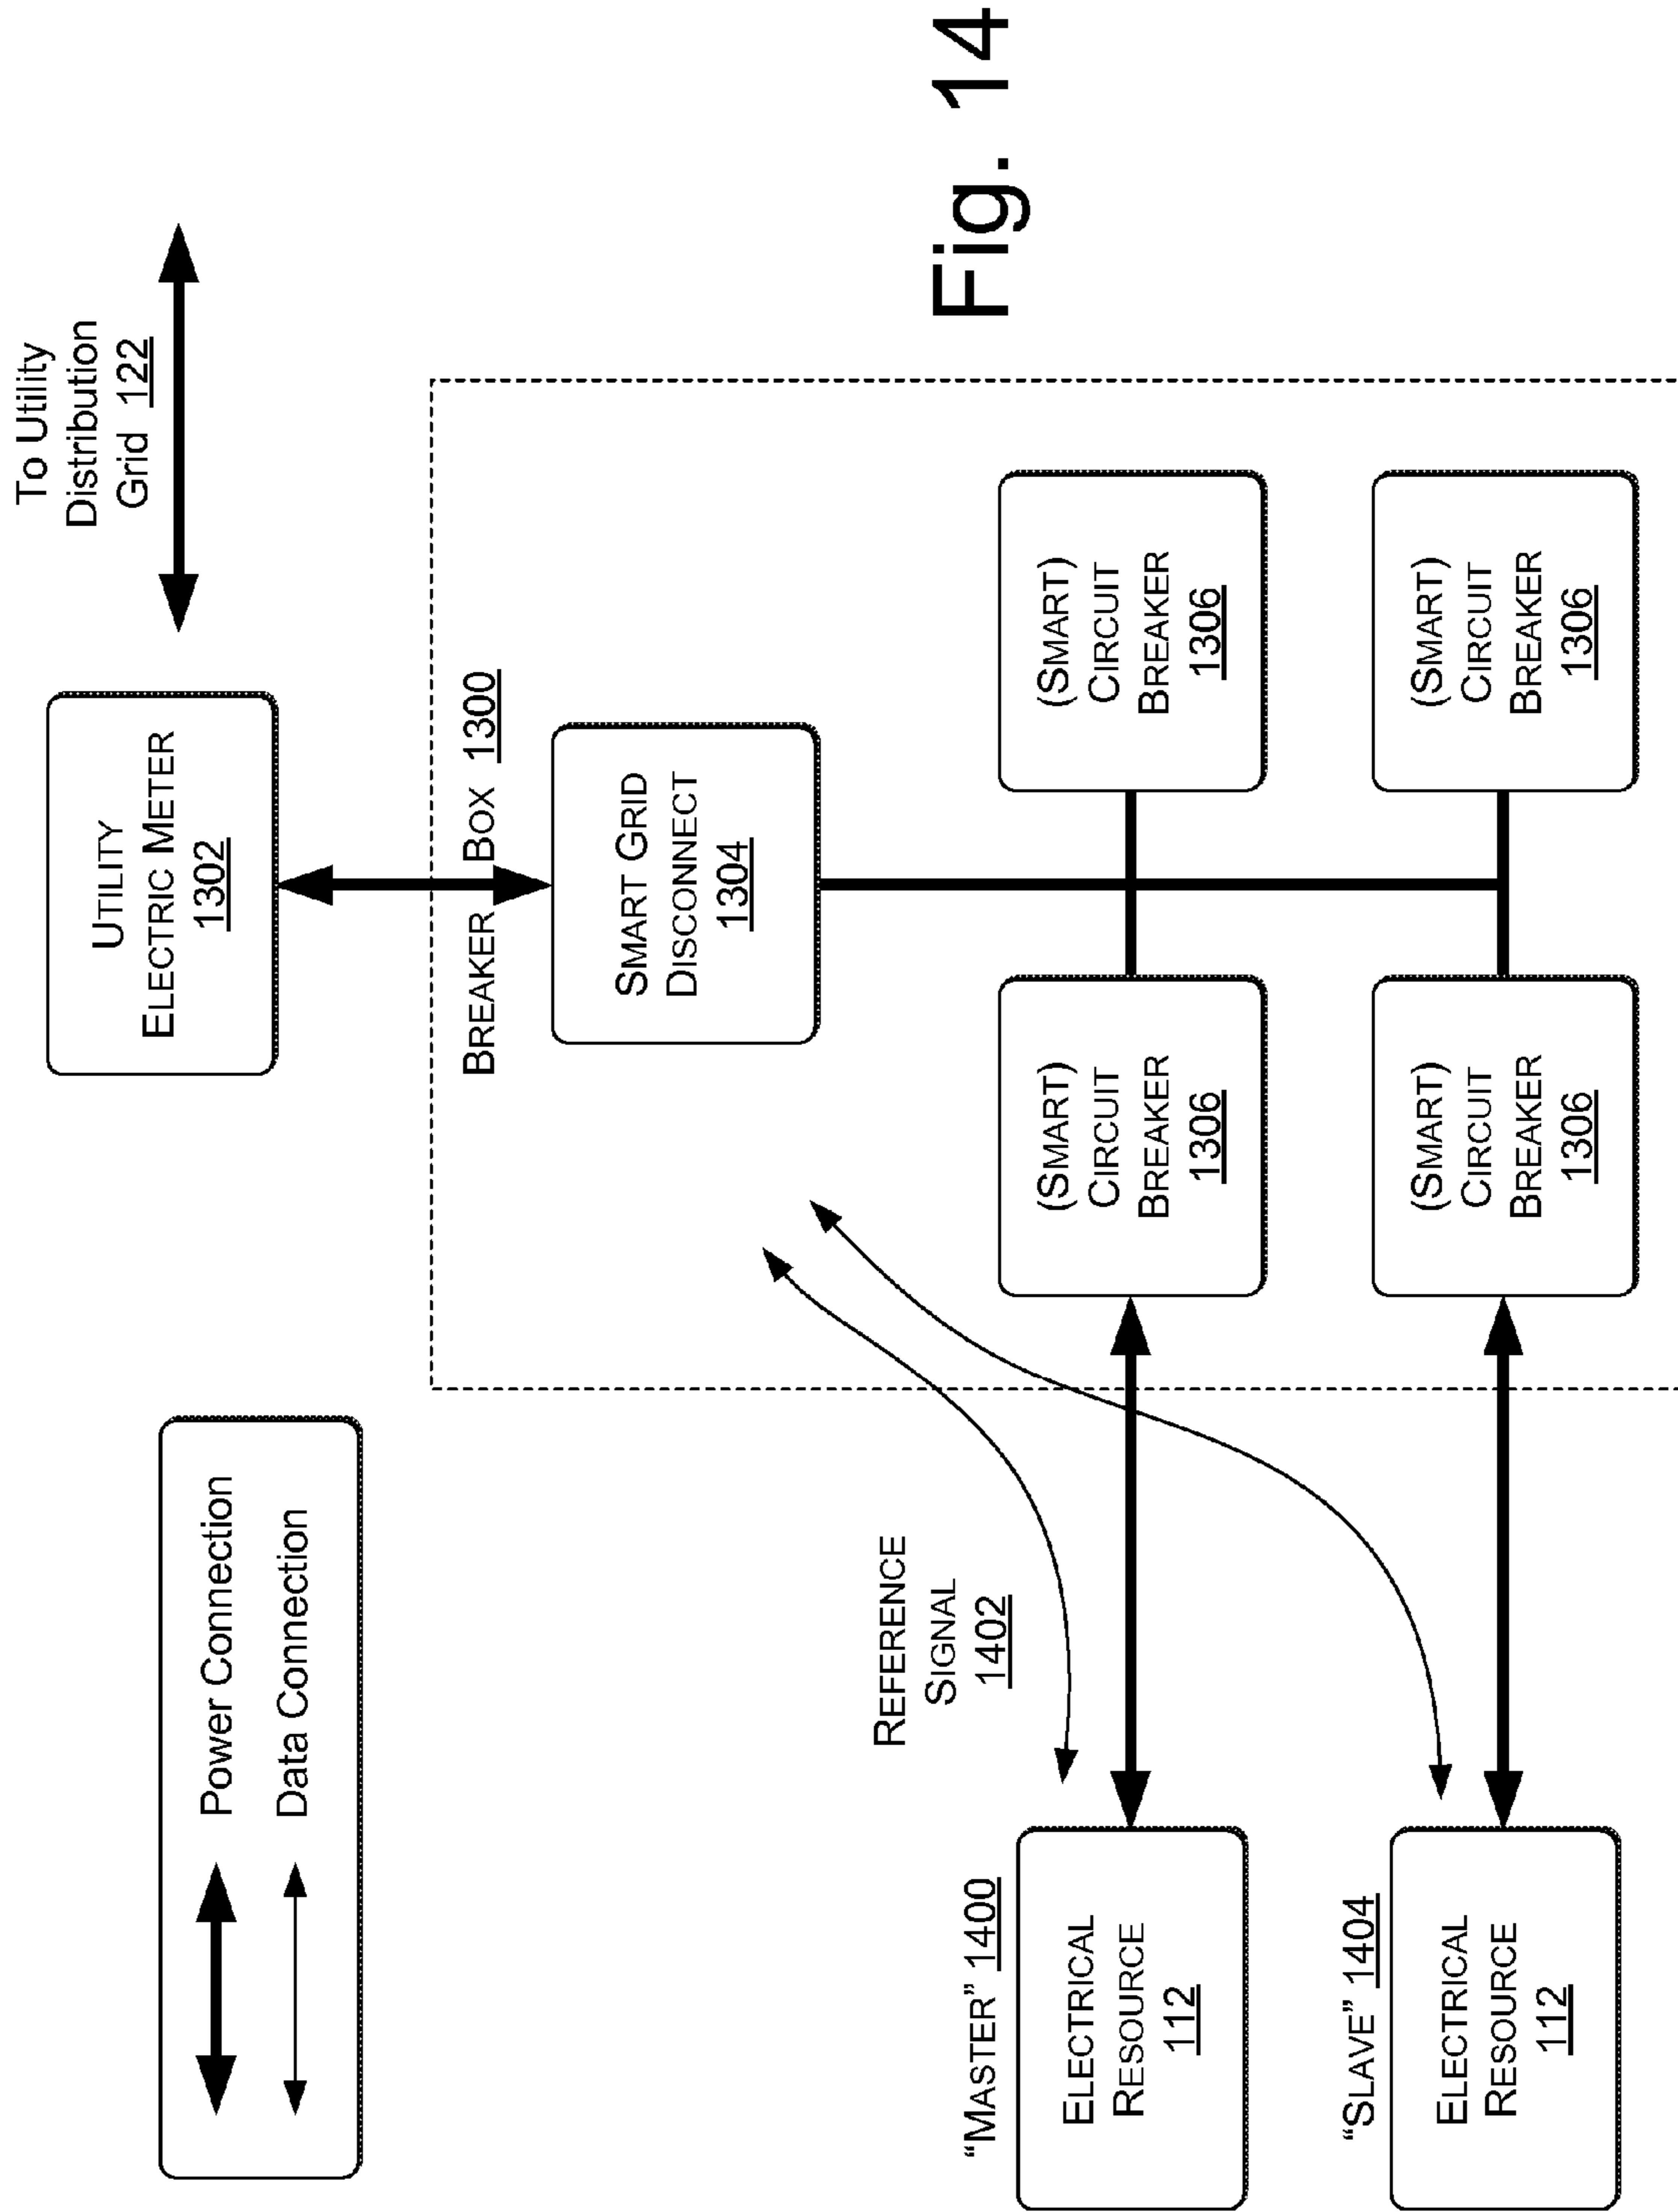 Power Connection
Data Connection
UTILITY
ELECTRIC METER
1302
To Utility
Distribution
Grid 122
BREAKER BOX 1300
SMART GRID
DISCONNECT
1304
REFERENCE
SIGNAL
1402
"MASTER" 1400
ELECTRICAL
RESOURCE
112
(SMART)
CIRCUIT
BREAKER
1306
(SMART)
CIRCUIT
BREAKER
1306
"SLAVE" 1404
ELECTRICAL
RESOURCE
112
(SMART)
CIRCUIT
BREAKER
1306
(SMART)
CIRCUIT
BREAKER
1306
Fig. 14